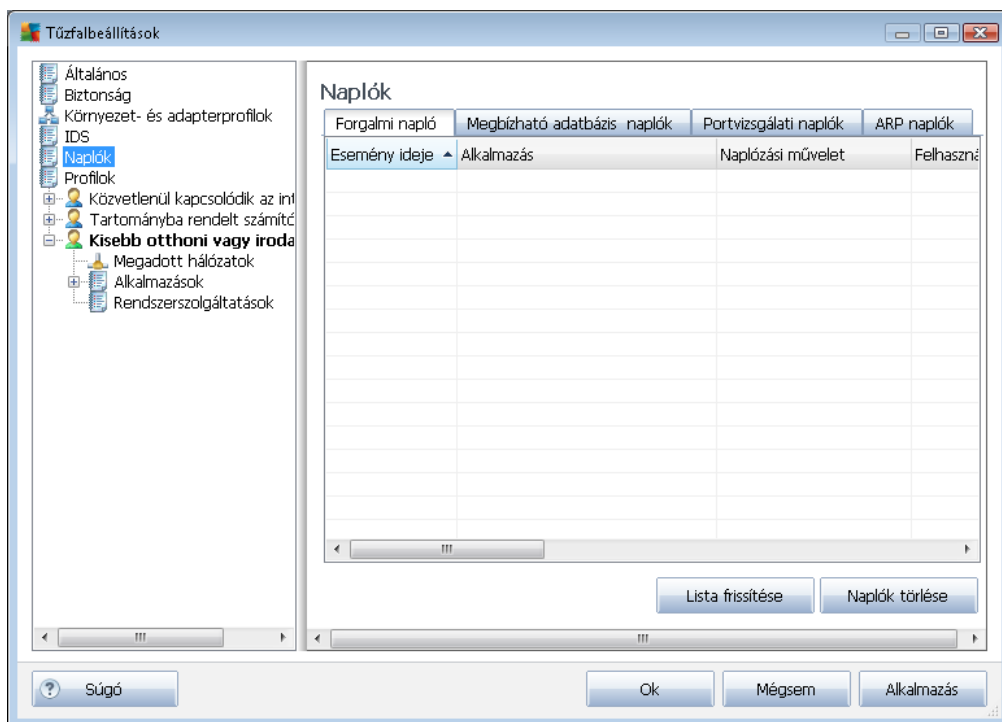 Tűzfalbeállítások
Általános
Biztonság
Környezet- és adapterprofilok
IDS
Naplók
Profilok
Közvetlenül kapcsolódik az int
Tartományba rendelt számító
Kisebb otthoni vagy iroda
Megadott hálózatok
Alkalmazások
Rendszerszolgáltatások
Naplók
Forgalmi napló Megbízható adatbázis naplók Portvizsgálati naplók ARP naplók
Esemény ideje Alkalmazás Naplózási művelet Felhaszná
Lista frissítése Naplók törlése
Súgó Ok Mégsem Alkalmazás